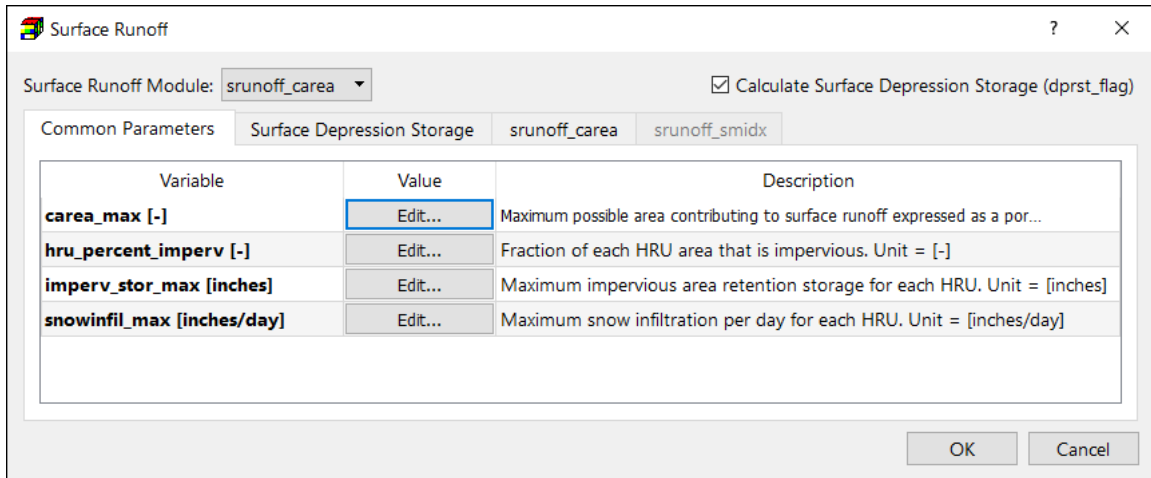 Surface Runoff ? ×
Surface Runoff Module: srunoff_carea Calculate Surface Depression Storage (dprst_flag)
Common Parameters Surface Depression Storage srunoff_carea srunoff_smidx
Variable Value Description
carea_max [-] Edit... Maximum possible area contributing to surface runoff expressed as a por...
hru_percent_imperv [-] Edit... Fraction of each HRU area that is impervious. Unit = [-]
imperv_stor_max [inches] Edit... Maximum impervious area retention storage for each HRU. Unit = [inches]
snowinfil_max [inches/day] Edit... Maximum snow infiltration per day for each HRU. Unit = [inches/day]
OK Cancel